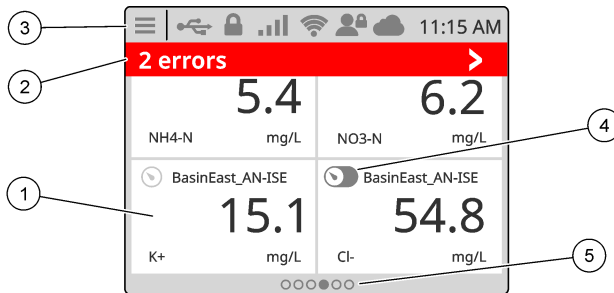 11:15 AM
3
2 errors
2
5.4
6.2
NH4-N mg/L
NO3-N mg/L
4
BasinEast_AN-ISE
BasinEast_AN-ISE
1
15.1
54.8
K+ mg/L
Cl- mg/L
5